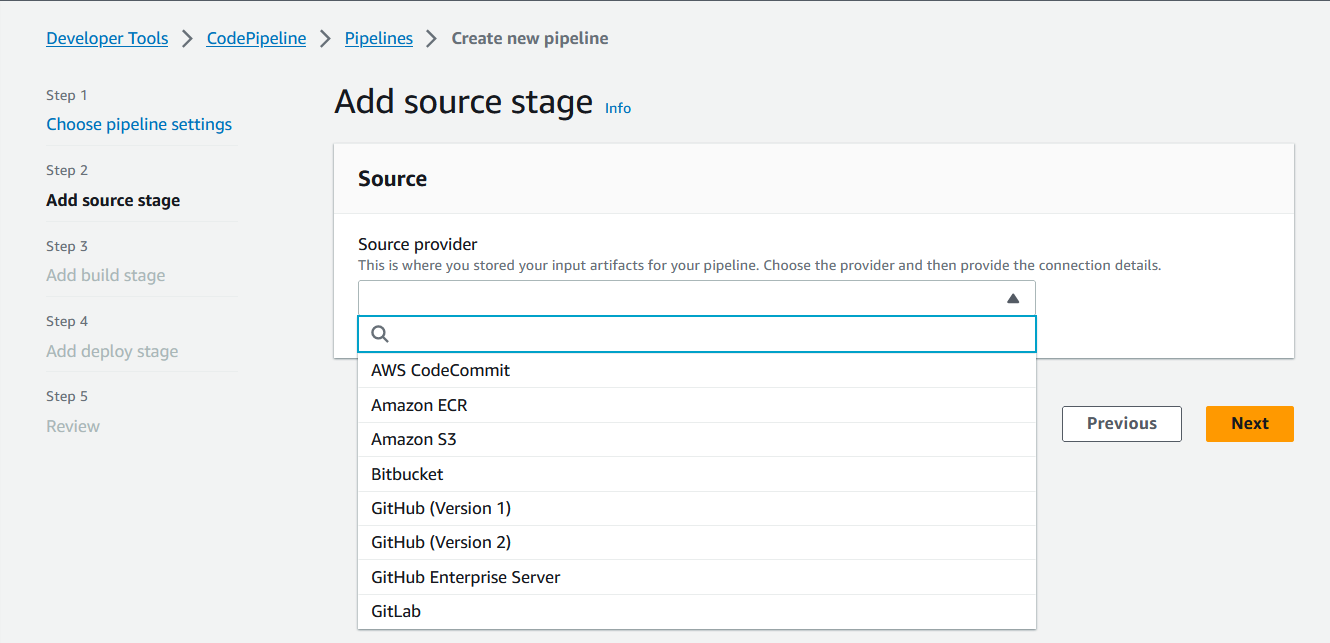 Developer Tools > CodePipeline > Pipelines > Create new pipeline
Step 1
Choose pipeline settings
Step 2
Add source stage
Step 3
Add build stage
Step 4
Add deploy stage
Step 5
Review
Add source stage Info
Source
Source provider
This is where you stored your input artifacts for your pipeline. Choose the provider and then provide the connection details.
AWS CodeCommit
Amazon ECR
Amazon S3
Bitbucket
GitHub (Version 1)
GitHub (Version 2)
GitHub Enterprise Server
GitLab
Previous Next